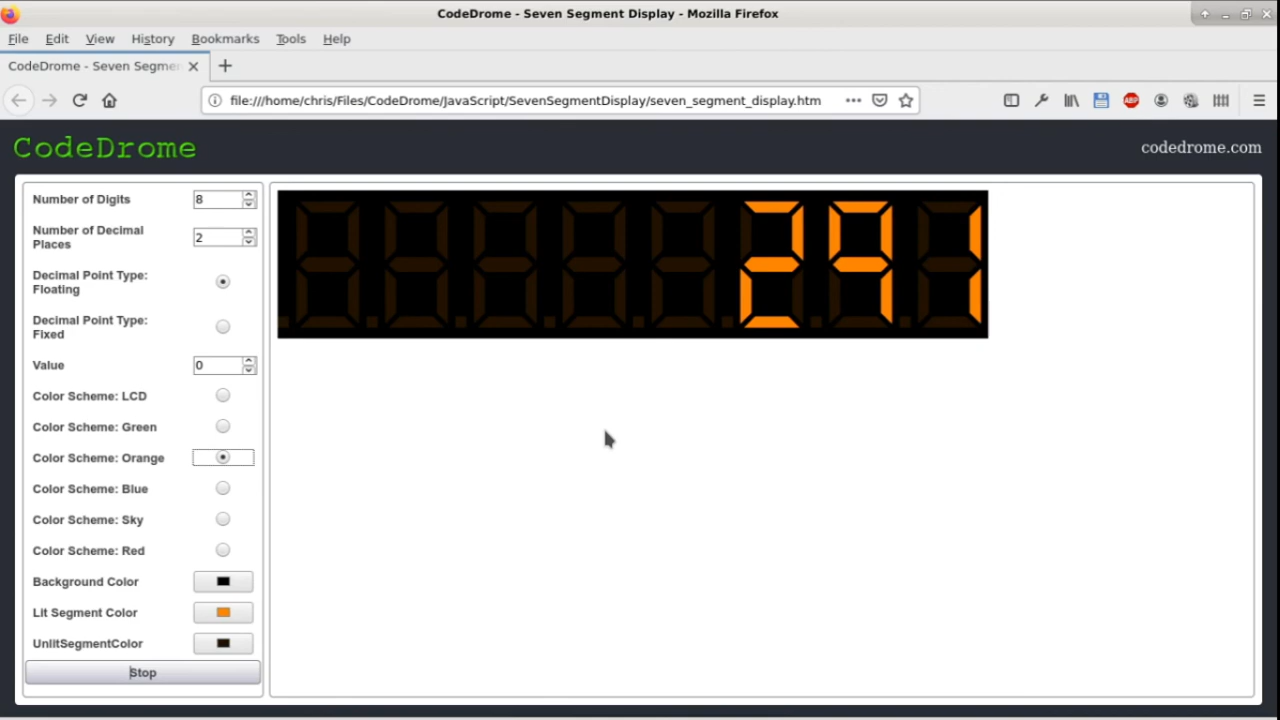 CodeDrome - Seven Segment Display - Mozilla Firefox
File Edit View History Bookmarks Tools Help
CodeDrome - Seven Segme
file:///home/chris/Files/CodeDrome/JavaScript/SevenSegmentDisplay/seven_segment_display.htm
ABP
CodeDrome
codedrome.com
Number of Digits 8
Number of Decimal
Places 2
Decimal Point Type:
Floating
Decimal Point Type:
FIxed
Value 0
Color Scheme: LCD
Color Scheme: Green
Color Scheme: Orange
Color Scheme: Blue
Color Scheme: Sky
Color Scheme: Red
Background Color
Lit Segment Color
UnlitSegmentColor
Stop
291